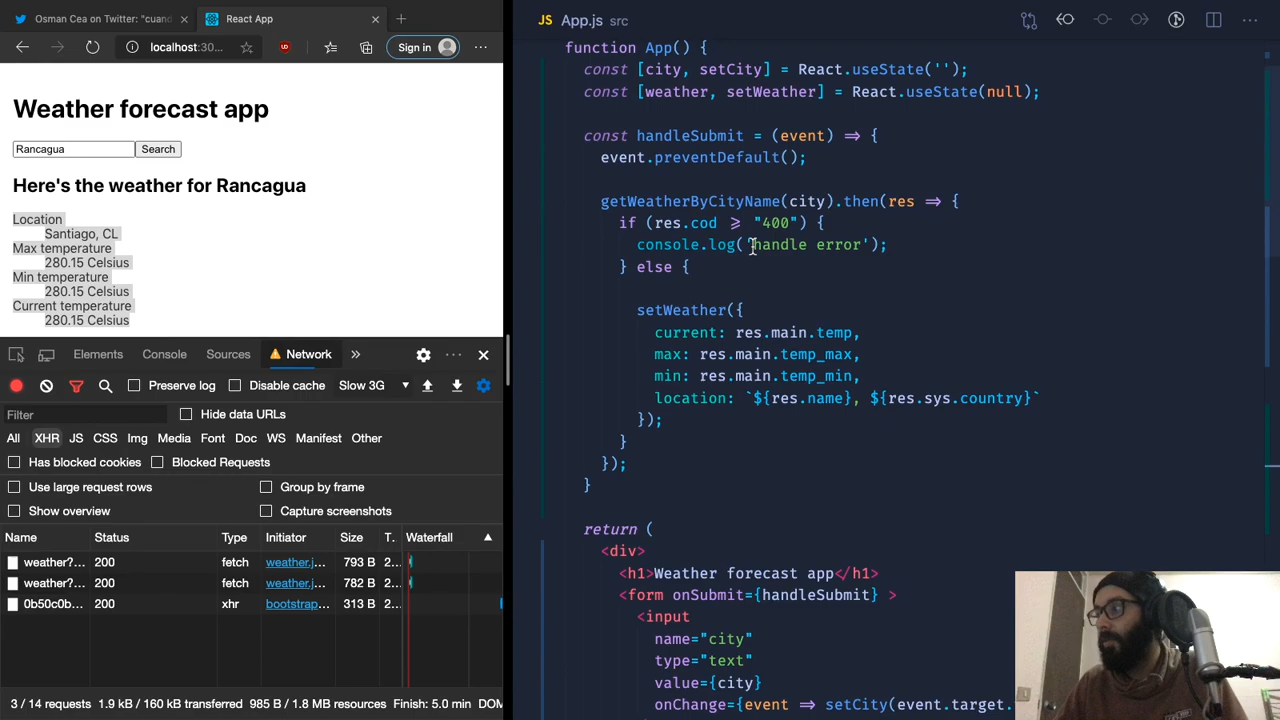 Osman Cea on Twitter: "cuand
React App
localhost:30...
Sign in
Weather forecast app
Rancagua
Search
Here's the weather for Rancagua
Location
Santiago, CL
Max temperature
280.15 Celsius
Min temperature
280.15 Celsius
Current temperature
280.15 Celsius
Elements
Console
Sources
Network
Preserve log
Disable cache
Slow 3G
Filter
Hide data URLs
All XHR JS CSS Img Media Font Doc WS Manifest Other
Has blocked cookies
Blocked Requests
Use large request rows
Group by frame
Show overview
Capture screenshots
Name Status Type Initiator Size T. Waterfall
weather?... 200 fetch weather.j... 793 B 2...
weather?... 200 fetch weather.j... 782 B 2...
0b50c0b... 200 xhr bootstrap... 313 B 2...
3 / 14 requests 1.9 kB / 160 kB transferred 985 B / 1.8 MB resources Finish: 5.0 min DOM
JS App.js src
function App() {
const [city, setCity] = React.useState('');
const [weather, setWeather] = React.useState(null);
const handleSubmit = (event) => {
event.preventDefault();
getWeatherByCityName(city).then(res => {
if (res.cod >= "400") {
console.log('handle error');
} else {
setWeather({
current: res.main.temp,
max: res.main.temp_max,
min: res.main.temp_min,
location: `${res.name}, ${res.sys.country}`
});
}
});
}
return (
<div>
<h1>Weather forecast app</h1>
<form onSubmit={handleSubmit} >
<input
name="city"
type="text"
value={city}
onChange={event => setCity(event.target.